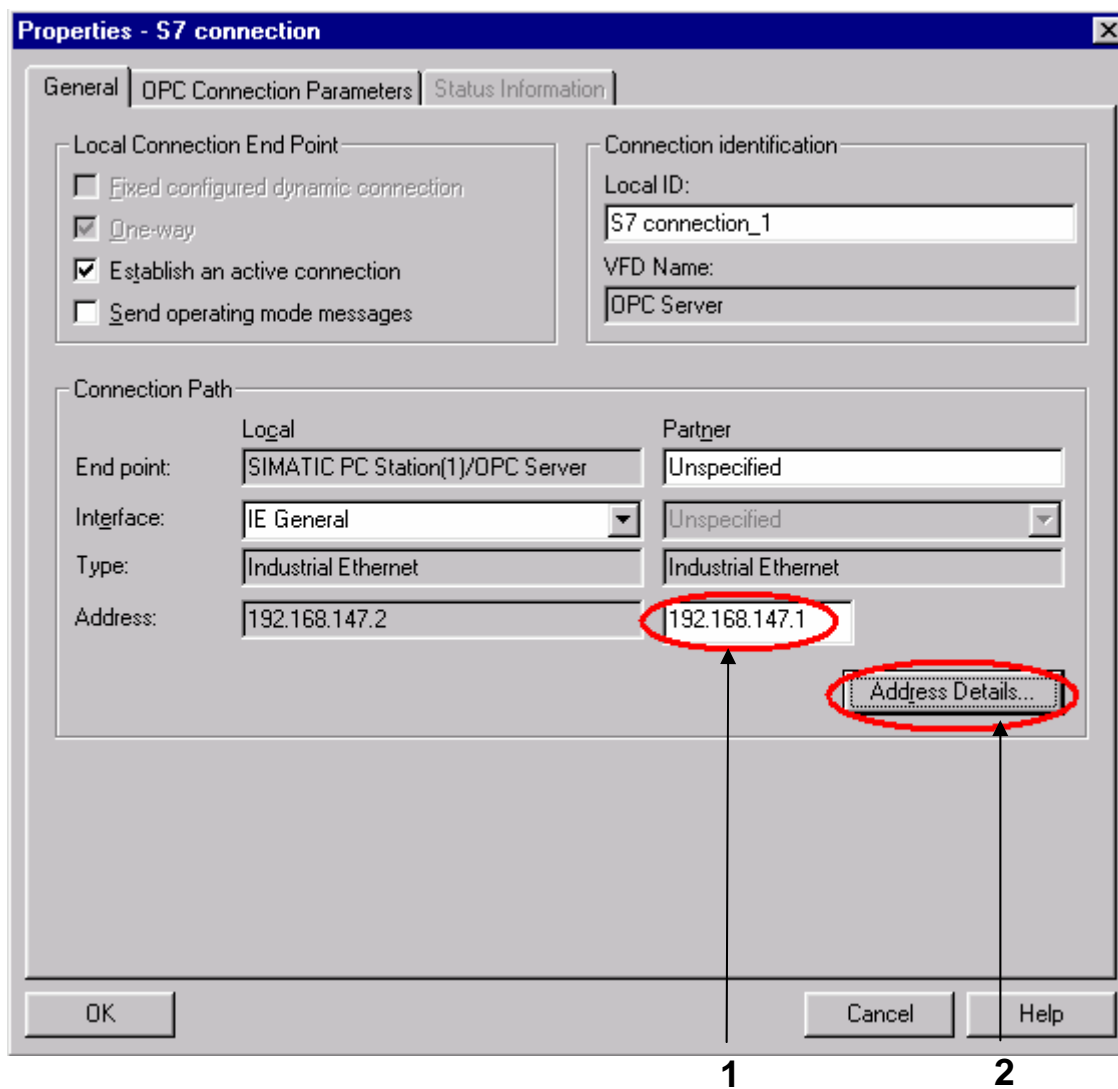 Properties - S7 connection
General
OPC Connection Parameters
Status Information
Local Connection End Point
Fixed configured dynamic connection
One-way
Establish an active connection
Send operating mode messages
Connection identification
Local ID:
S7 connection_1
VFD Name:
OPC Server
Connection Path
Local Partner
End point: SIMATIC PC Station(1)/OPC Server Unspecified
Interface: IE General Unspecified
Type: Industrial Ethernet Industrial Ethernet
Address: 192.168.147.2 192.168.147.1
Address Details...
OK Cancel Help
1 2